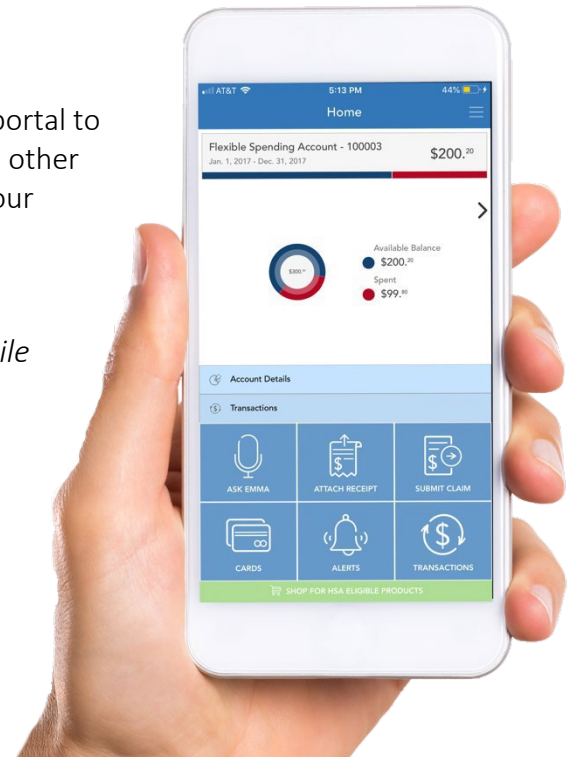 portal to
other
our
ile
AT&T 5:13 PM 44%
Home
Flexible Spending Account - 100003 $200.20
Jan. 1, 2017 - Dec. 31, 2017
Available Balance
$200.20
Spent
$99.80
$300.
Account Details
Transactions
ASK EMMA ATTACH RECEIPT SUBMIT CLAIM
CARDS ALERTS TRANSACTIONS
SHOP FOR HSA ELIGIBLE PRODUCTS